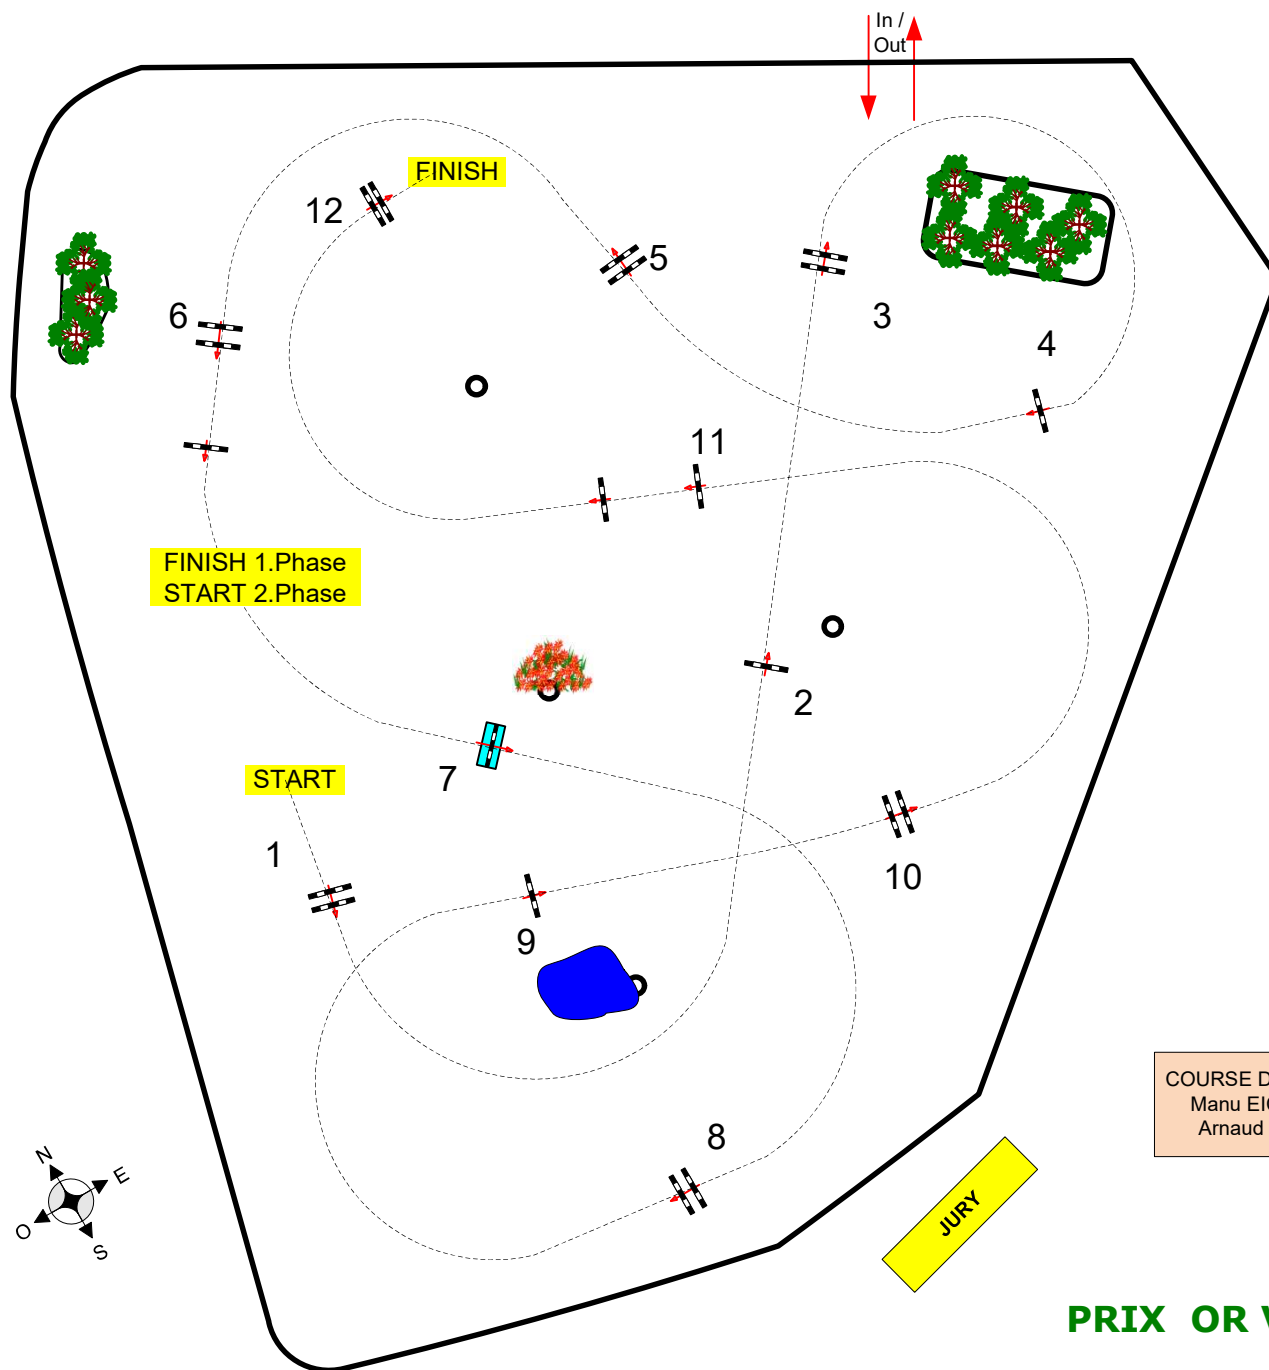 In /
Out
FINISH
12
5
6
3
4
11
FINISH 1.Phase
START 2.Phase
2
7
START
1
10
9
8
COURSE D
Manu EI
Arnaud
N
E
O
S
JURY
PRIX OR